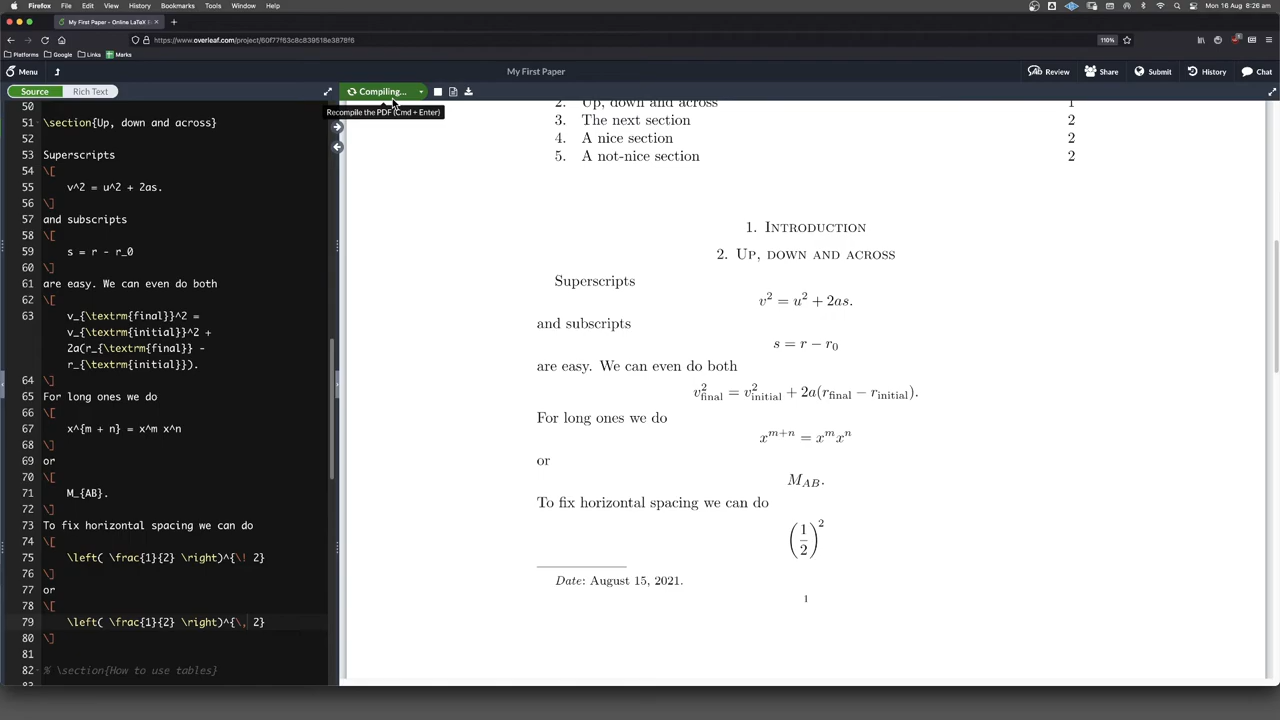 Firefox File Edit View History Bookmarks Tools Window Help Mon 16 Aug 8:26 am
My First Paper - Online LaTeX E
https://www.overleaf.com/project/60f77f63c8c839518e3878f6 110%
Platforms Google Links Marks
Menu My First Paper Review Share Submit History Chat
Source Rich Text Compiling...
Recompile the PDF (Cmd + Enter)
50
51 \section{Up, down and across}
52
53 Superscripts
54 \[
55 v^2 = u^2 + 2as.
56 \]
57 and subscripts
58 \[
59 s = r - r_0
60 \]
61 are easy. We can even do both
62 \[
63 v_{\textrm{final}}^2 =
v_{\textrm{initial}}^2 +
2a(r_{\textrm{final}} -
r_{\textrm{initial}}).
64 \]
65 For long ones we do
66 \[
67 x^{m + n} = x^m x^n
68 \]
69 or
70 \[
71 M_{AB}.
72 \]
73 To fix horizontal spacing we can do
74 \[
75 \left( \frac{1}{2} \right)^{\! 2}
76 \]
77 or
78 \[
79 \left( \frac{1}{2} \right)^{\, 2}
80 \]
81
82 % \section{How to use tables}
83
2. Up, down and across 1
3. The next section 2
4. A nice section 2
5. A not-nice section 2
1. Introduction
2. Up, down and across
Superscripts
v² = u² + 2as.
and subscripts
s = r − r₀
are easy. We can even do both
v²_final = v²_initial + 2a(r_final − r_initial).
For long ones we do
x^{m+n} = x^m x^n
or
M_AB.
To fix horizontal spacing we can do
(1/2)²
Date: August 15, 2021.
1